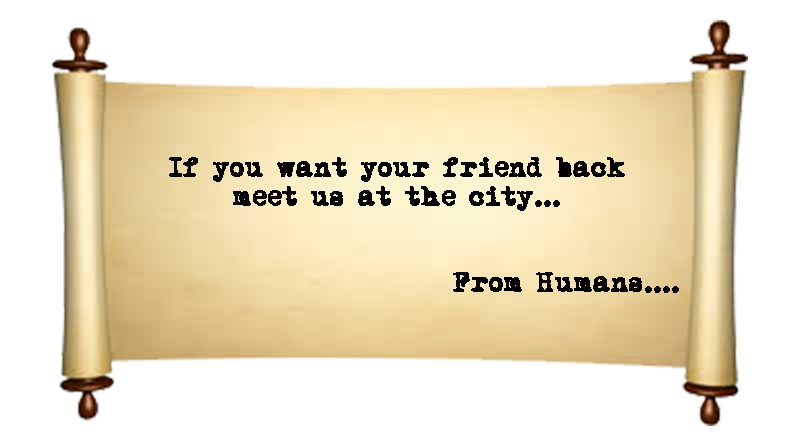 If you want your friend back
meet us at the city...
From Humans....